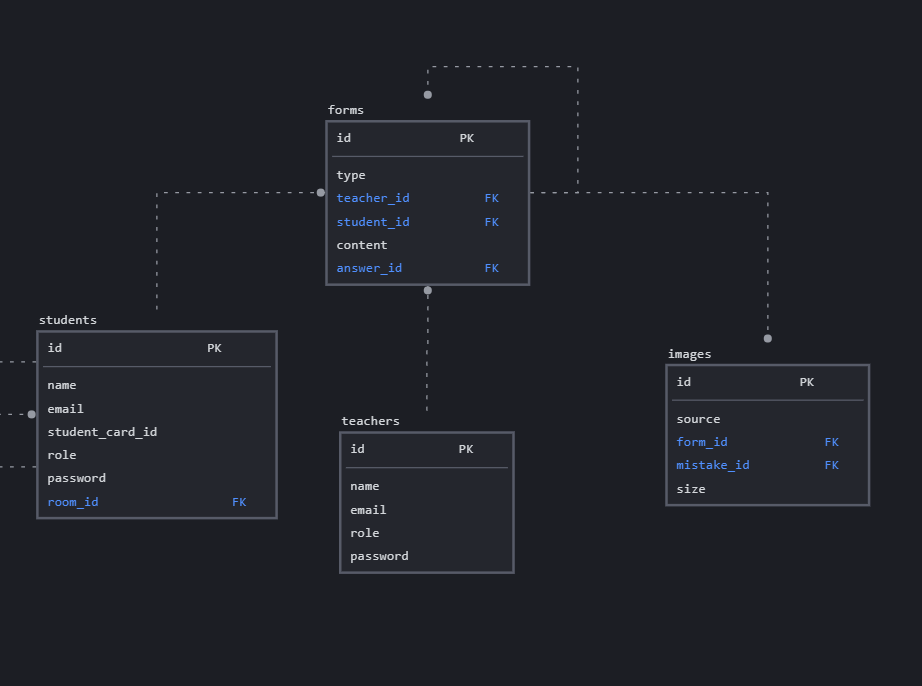 forms
id PK
type
teacher_id FK
student_id FK
content
answer_id FK
students
id PK
name
email
student_card_id
role
password
room_id FK
teachers
id PK
name
email
role
password
images
id PK
source
form_id FK
mistake_id FK
size